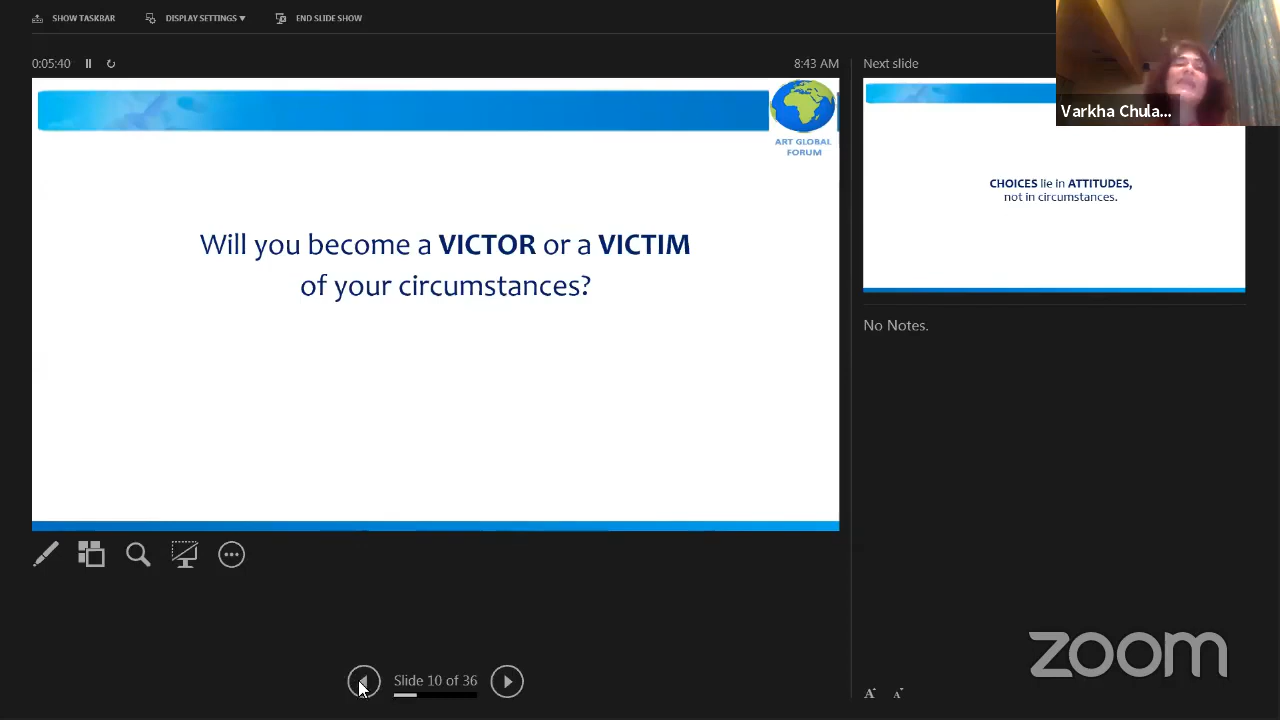 SHOW TASKBAR
DISPLAY SETTINGS ▼
END SLIDE SHOW
0:05:40
8:43 AM
ART GLOBAL
FORUM
Will you become a VICTOR or a VICTIM
of your circumstances?
Slide 10 of 36
Next slide
Varkha Chula...
CHOICES lie in ATTITUDES,
not in circumstances.
No Notes.
zoom
A A